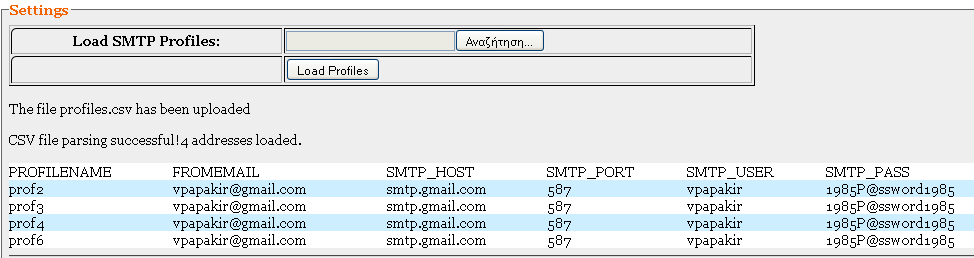 Settings
Load SMTP Profiles: Αναζήτηση...
Load Profiles
The file profiles.csv has been uploaded
CSV file parsing successful!4 addresses loaded.
PROFILENAME FROMEMAIL SMTP_HOST SMTP_PORT SMTP_USER SMTP_PASS
prof2 vpapakir@gmail.com smtp.gmail.com 587 vpapakir 1985P@ssword1985
prof3 vpapakir@gmail.com smtp.gmail.com 587 vpapakir 1985P@ssword1985
prof4 vpapakir@gmail.com smtp.gmail.com 587 vpapakir 1985P@ssword1985
prof6 vpapakir@gmail.com smtp.gmail.com 587 vpapakir 1985P@ssword1985